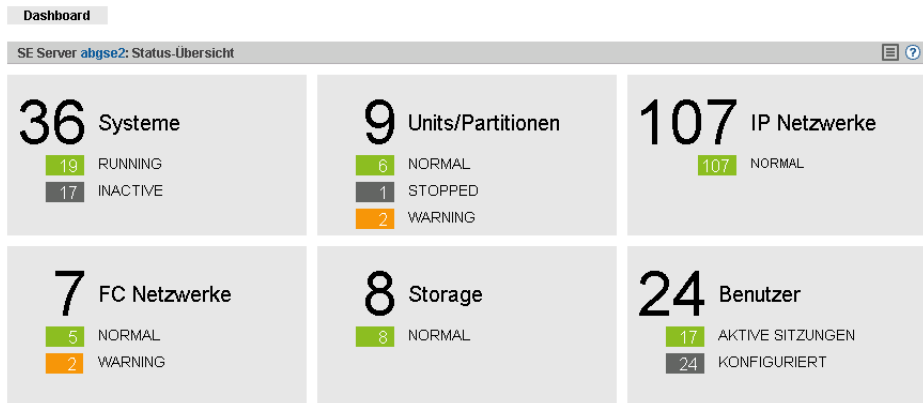 Dashboard
SE Server abgse2: Status-Übersicht
?
36 Systeme
19 RUNNING
17 INACTIVE
9 Units/Partitionen
6 NORMAL
1 STOPPED
2 WARNING
107 IP Netzwerke
107 NORMAL
7 FC Netzwerke
5 NORMAL
2 WARNING
8 Storage
8 NORMAL
24 Benutzer
17 AKTIVE SITZUNGEN
24 KONFIGURIERT